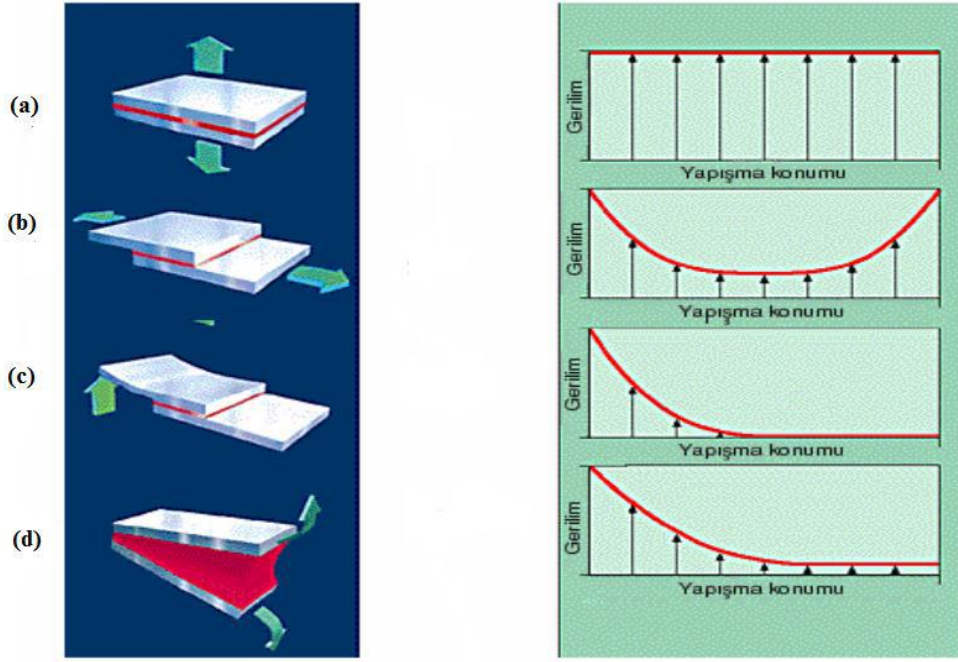 (a)
Gerilim
Yapışma konumu
(b)
Gerilim
Yapışma konumu
(c)
Gerilim
Yapışma konumu
(d)
Gerilim
Yapışma konumu